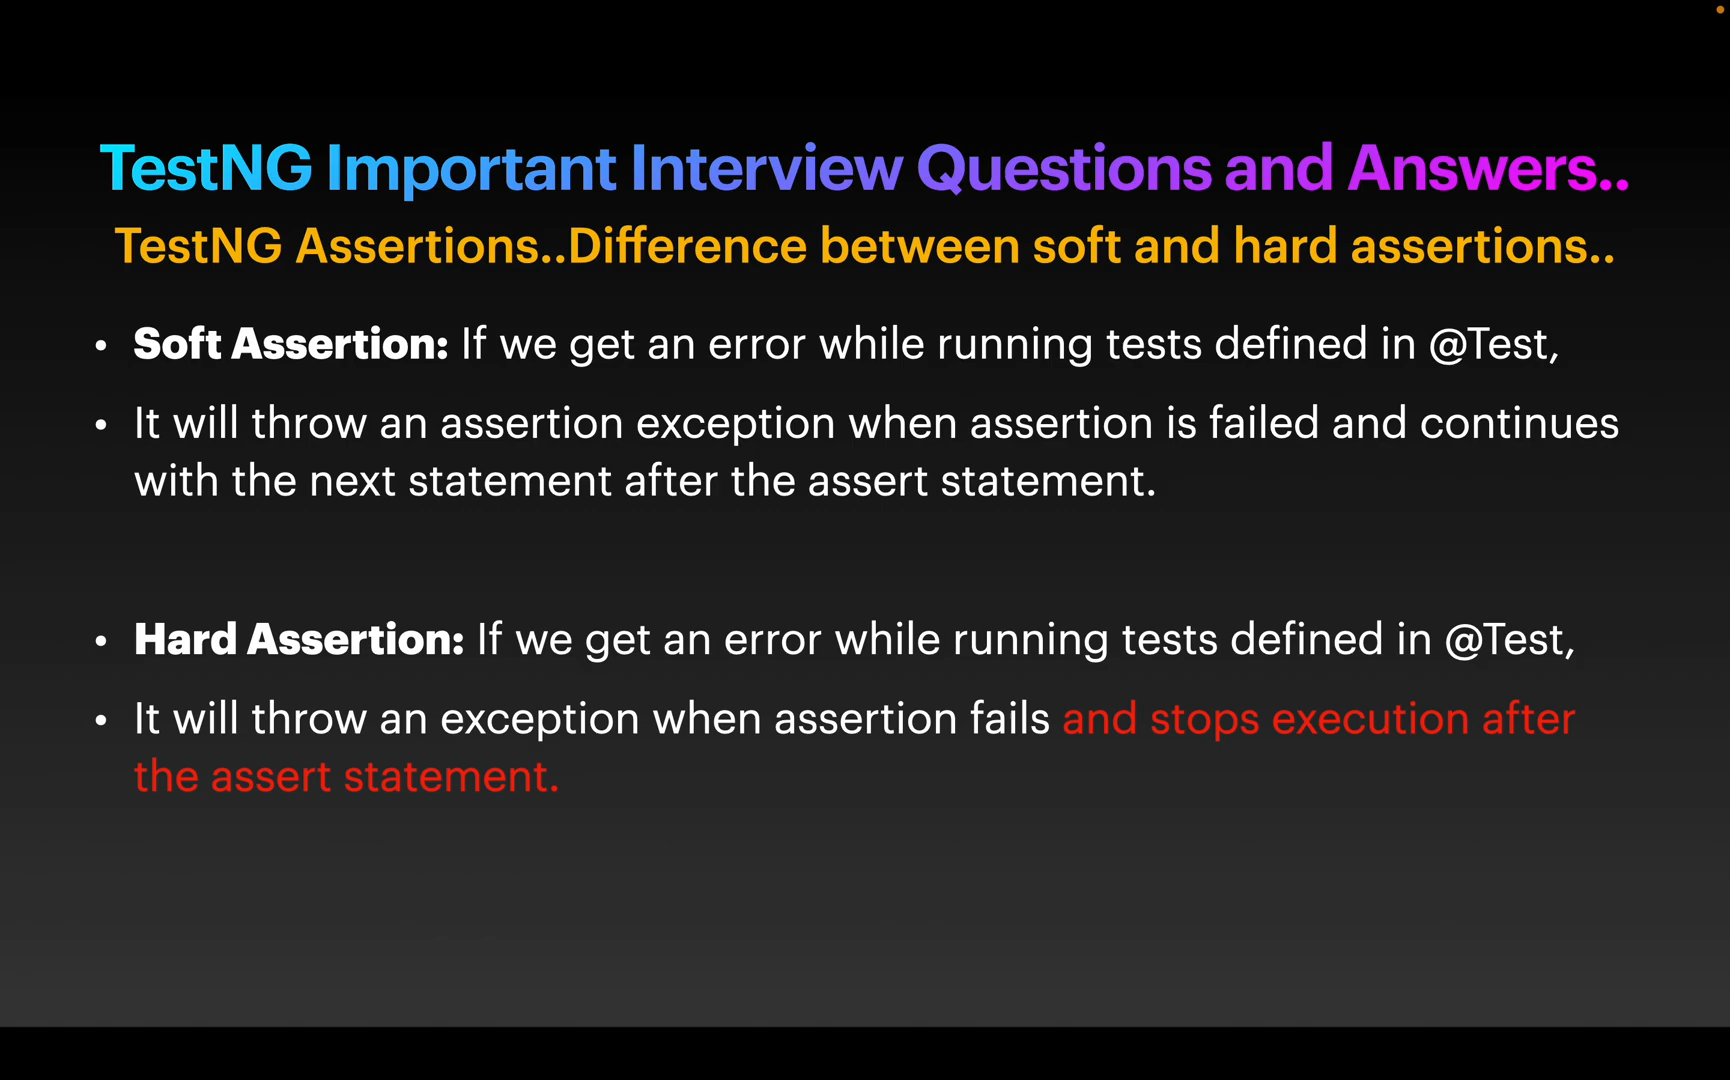 TestNG Important Interview Questions and Answers..
TestNG Assertions..Difference between soft and hard assertions..
• Soft Assertion: If we get an error while running tests defined in @Test,
• It will throw an assertion exception when assertion is failed and continues
with the next statement after the assert statement.
• Hard Assertion: If we get an error while running tests defined in @Test,
• It will throw an exception when assertion fails and stops execution after
the assert statement.